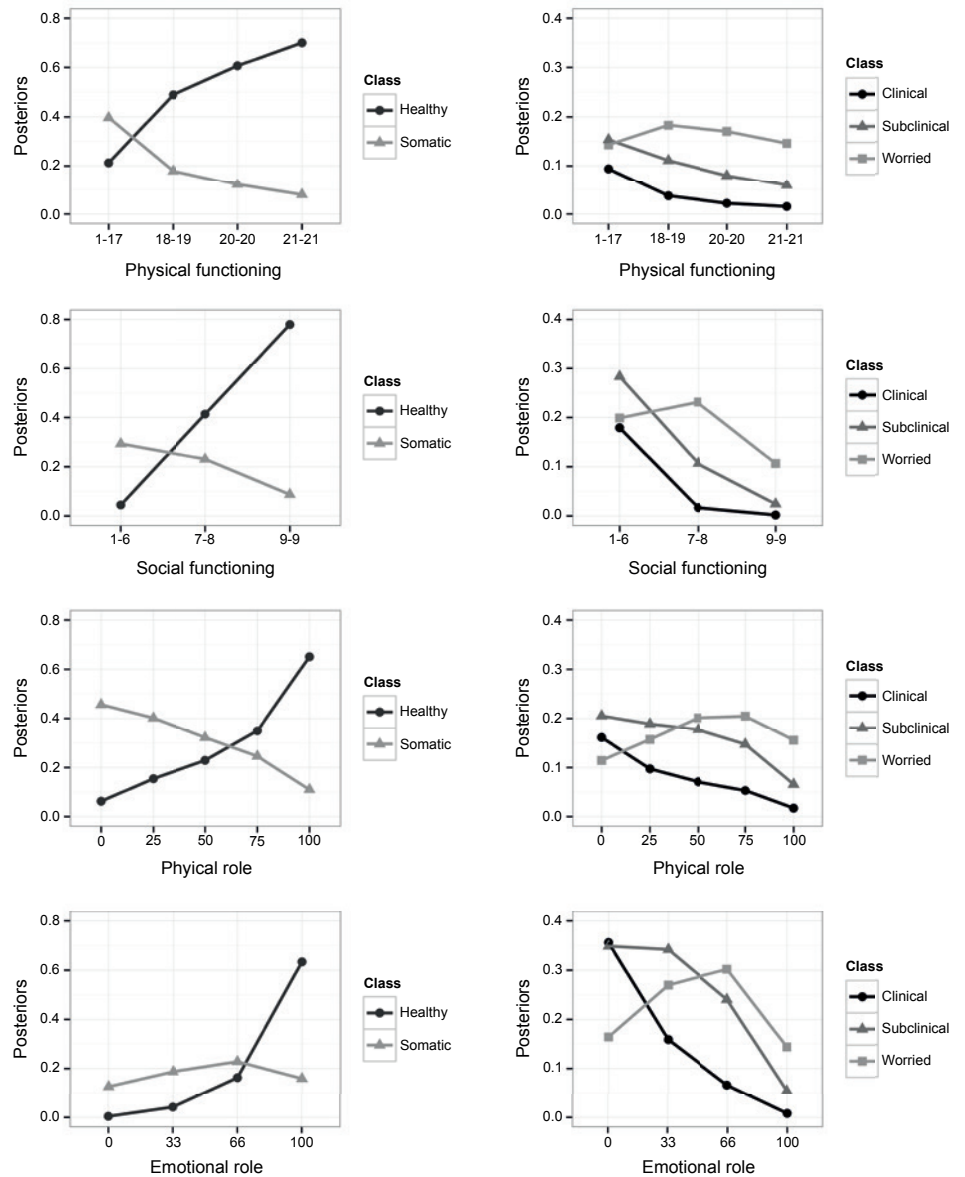 0.8
0.6
0.4
0.2
0.0
Posteriors
1-17 18-19 20-20 21-21
Physical functioning
Class
Healthy
Somatic
0.4
0.3
0.2
0.1
0.0
Posteriors
1-17 18-19 20-20 21-21
Physical functioning
Class
Clinical
Subclinical
Worried
0.8
0.6
0.4
0.2
0.0
Posteriors
1-6 7-8 9-9
Social functioning
Class
Healthy
Somatic
0.4
0.3
0.2
0.1
0.0
Posteriors
1-6 7-8 9-9
Social functioning
Class
Clinical
Subclinical
Worried
0.8
0.6
0.4
0.2
0.0
Posteriors
0 25 50 75 100
Phyical role
Class
Healthy
Somatic
0.4
0.3
0.2
0.1
0.0
Posteriors
0 25 50 75 100
Phyical role
Class
Clinical
Subclinical
Worried
0.8
0.6
0.4
0.2
0.0
Posteriors
0 33 66 100
Emotional role
Class
Healthy
Somatic
0.4
0.3
0.2
0.1
0.0
Posteriors
0 33 66 100
Emotional role
Class
Clinical
Subclinical
Worried